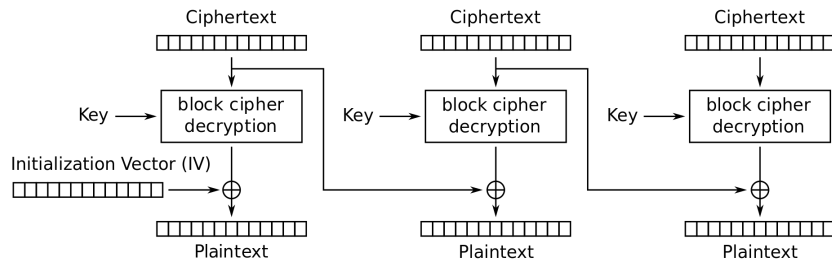 Ciphertext
Ciphertext
Ciphertext
Key
block cipher
decryption
Key
block cipher
decryption
Key
block cipher
decryption
Initialization Vector (IV)
Plaintext
Plaintext
Plaintext